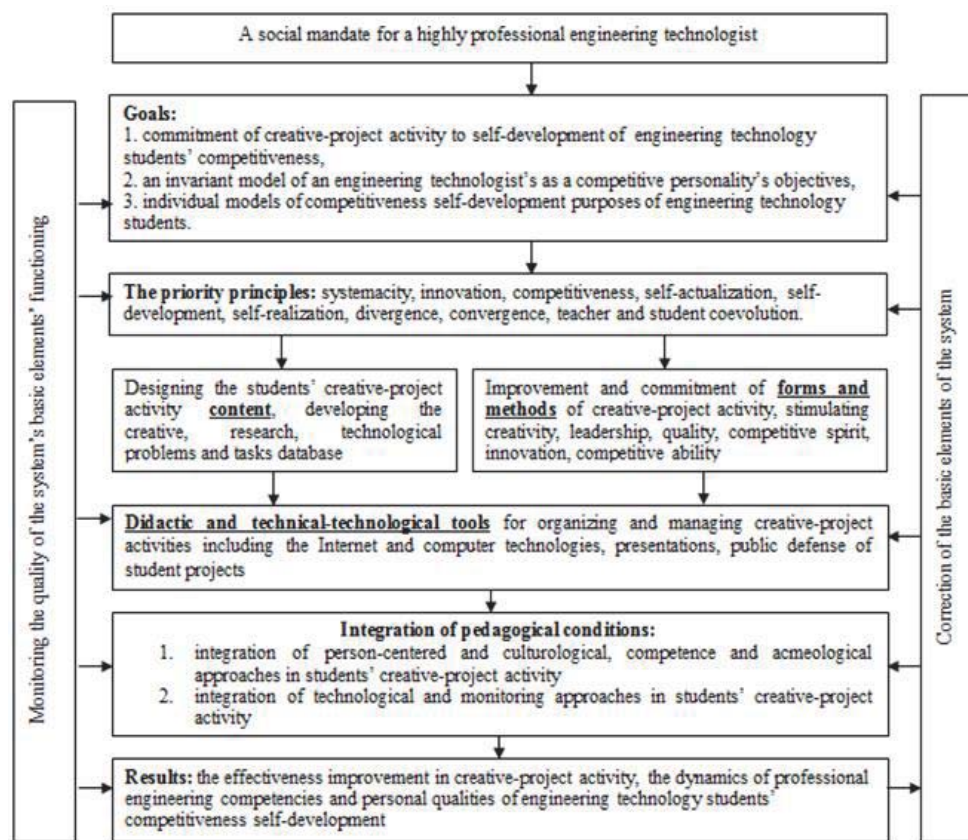 A social mandate for a highly professional engineering technologist
Monitoring the quality of the system's basic elements' functioning
Goals:
1. commitment of creative-project activity to self-development of engineering technology
students' competitiveness,
2. an invariant model of an engineering technologist's as a competitive personality's objectives,
3. individual models of competitiveness self-development purposes of engineering technology
students.
The priority principles: systemacity, innovation, competitiveness, self-actualization, self-
development, self-realization, divergence, convergence, teacher and student coevolution.
Designing the students' creative-project
activity content, developing the
creative, research, technological
problems and tasks database
Improvement and commitment of forms and
methods of creative-project activity, stimulating
creativity, leadership, quality, competitive spirit,
innovation, competitive ability
Didactic and technical-technological tools for organizing and managing creative-project
activities including the Internet and computer technologies, presentations, public defense of
student projects
Integration of pedagogical conditions:
1. integration of person-centered and culturological, competence and acmeological
approaches in students' creative-project activity
2. integration of technological and monitoring approaches in students' creative-project
activity
Results: the effectiveness improvement in creative-project activity, the dynamics of professional
engineering competencies and personal qualities of engineering technology students'
competitiveness self-development
Correction of the basic elements of the system